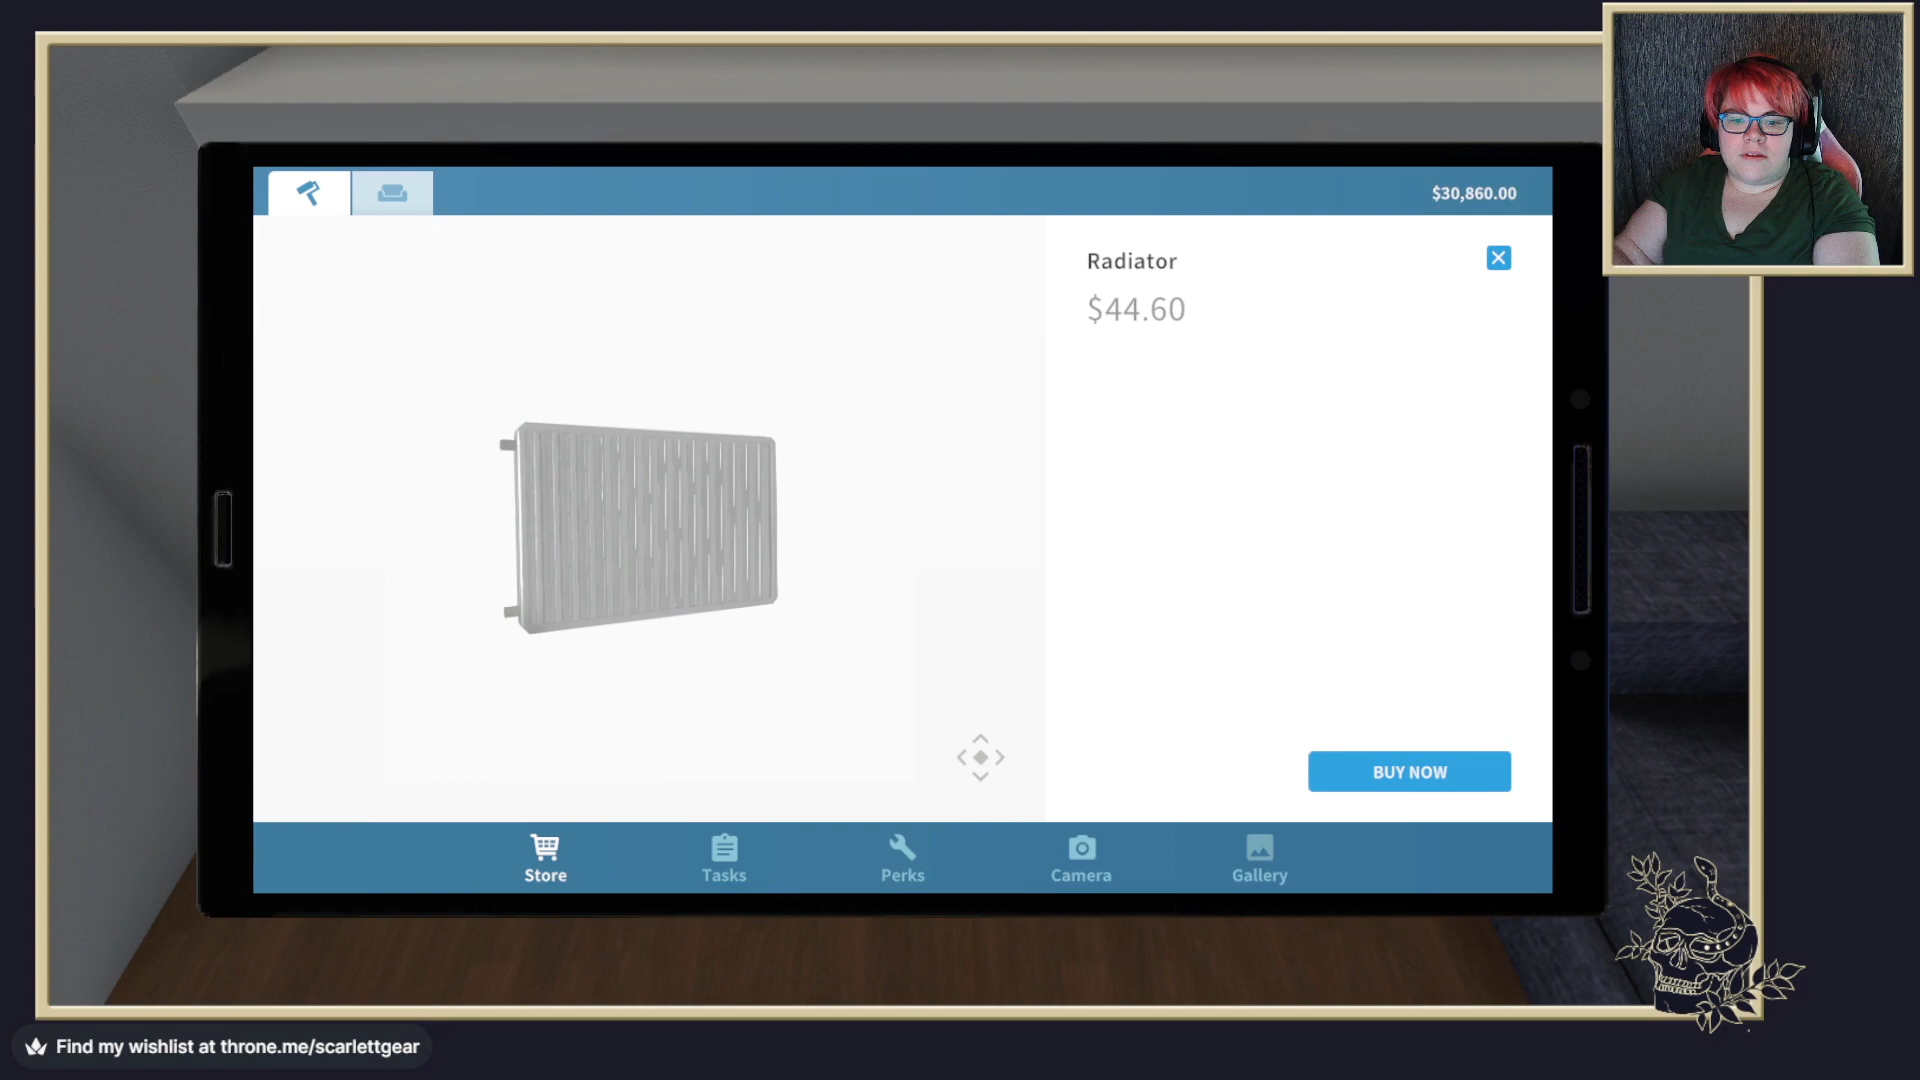 $30,860.00
Radiator
$44.60
BUY NOW
Store
Tasks
Perks
Camera
Gallery
Find my wishlist at throne.me/scarlettgear